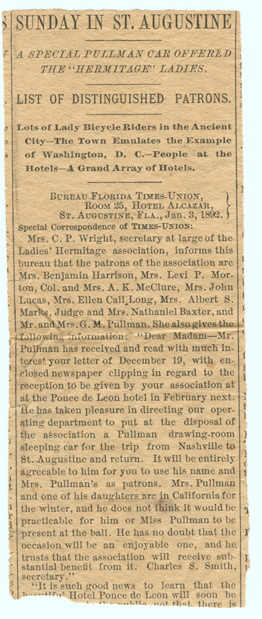 SUNDAY IN ST. AUGUSTINE
A SPECIAL PULLMAN CAR OFFERED
THE "HERMITAGE" LADIES.
LIST OF DISTINGUISHED PATRONS.
Lots of Lady Bicycle Riders in the Ancient
City—The Town Emulates the Example
of Washington, D. C.—People at the
Hotels—A Grand Array of Hotels.
BUREAU FLORIDA TIMES-UNION,
ROOM 25, HOTEL ALCAZAR,
ST. AUGUSTINE, FLA., Jan. 3, 1892.
Special Correspondence of TIMES-UNION:
Mrs. C. P. Wright, secretary at large of the
Ladies' Hermitage association, informs this
bureau that the patrons of the association are
Mrs. Benjamin Harrison, Mrs. Levi P. Mor-
ton, Col. and Mrs. A. K. McClure, Mrs. John
Lucas, Mrs. Ellen Call Long, Mrs. Albert S.
Marks, Judge and Mrs. Nathaniel Baxter, and
Mr. and Mrs. G. M. Pullman. She also gives the
following information: "Dear Madam—Mr.
Pullman has received and read with much in-
terest your letter of December 19, with en-
closed newspaper clipping in regard to the
reception to be given by your association at
at the Ponce de Leon hotel in February next.
He has taken pleasure in directing our oper-
ating department to put at the disposal of
the association a Pullman drawing-room
sleeping car for the trip from Nashville to
St. Augustine and return. It will be entirely
agreeable to him for you to use his name and
Mrs. Pullman's as patrons. Mrs. Pullman
and one of his daughters are in California for
the winter, and he does not think it would be
practicable for him or Miss Pullman to be
present at the ball. He has no doubt that the
occasion will be an enjoyable one, and he
trusts that the association will receive sub-
stantial benefit from it. Charles S. Smith,
secretary."
"It is such good news to learn that the
beautiful Hotel Ponce de Leon will soon be
public, not that there is